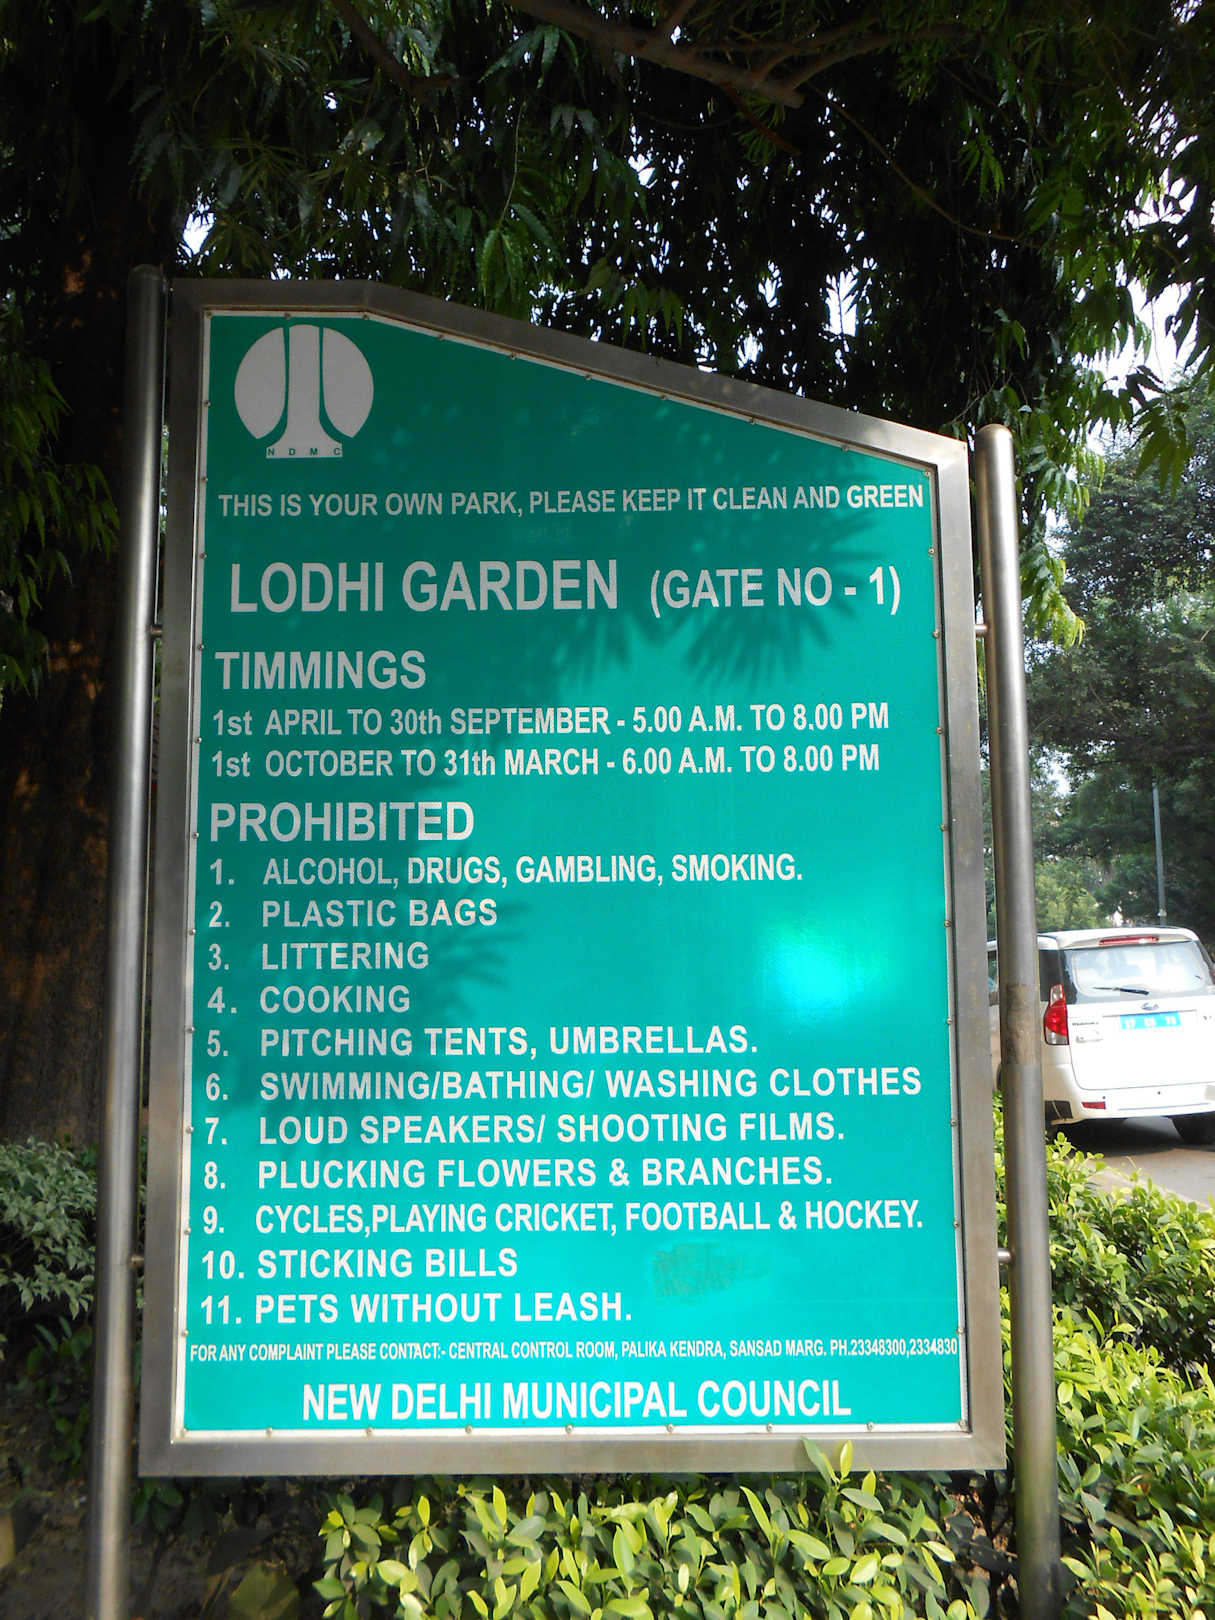 N D M C
THIS IS YOUR OWN PARK, PLEASE KEEP IT CLEAN AND GREEN
LODHI GARDEN (GATE NO - 1)
TIMMINGS
1st APRIL TO 30th SEPTEMBER - 5.00 A.M. TO 8.00 PM
1st OCTOBER TO 31th MARCH - 6.00 A.M. TO 8.00 PM
PROHIBITED
1. ALCOHOL, DRUGS, GAMBLING, SMOKING.
2. PLASTIC BAGS
3. LITTERING
4. COOKING
5. PITCHING TENTS, UMBRELLAS.
6. SWIMMING/BATHING/ WASHING CLOTHES
7. LOUD SPEAKERS/ SHOOTING FILMS.
8. PLUCKING FLOWERS & BRANCHES.
9. CYCLES,PLAYING CRICKET, FOOTBALL & HOCKEY.
10. STICKING BILLS
11. PETS WITHOUT LEASH.
FOR ANY COMPLAINT PLEASE CONTACT:- CENTRAL CONTROL ROOM, PALIKA KENDRA, SANSAD MARG. PH.23348300,2334830
NEW DELHI MUNICIPAL COUNCIL